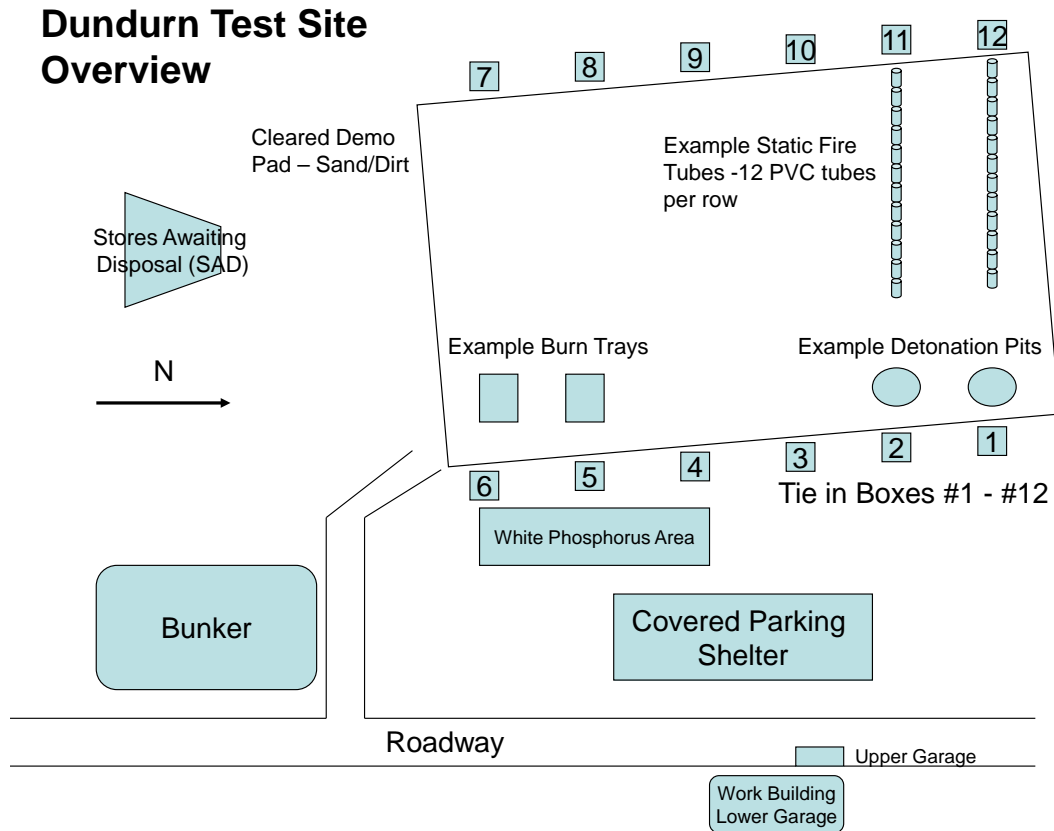 Dundurn Test Site
Overview
7
8
9
10
11
12
Cleared Demo
Pad – Sand/Dirt
Example Static Fire
Tubes -12 PVC tubes
per row
Stores Awaiting
Disposal (SAD)
N
Example Burn Trays
Example Detonation Pits
6
5
4
3
2
1
Tie in Boxes #1 - #12
White Phosphorus Area
Bunker
Covered Parking
Shelter
Roadway
Upper Garage
Work Building
Lower Garage